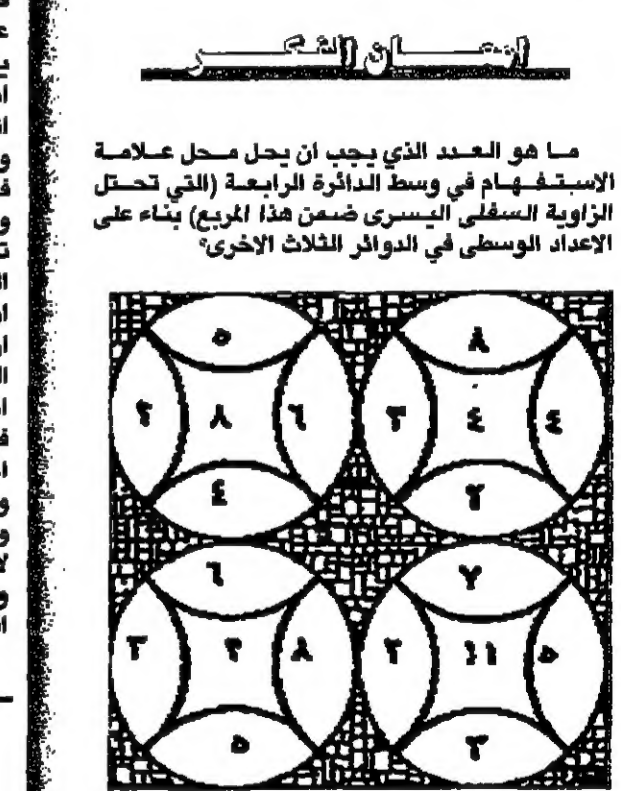 امتحان الفكر
ما هو العدد الذي يجب ان يحل محل علامة
الاستفهام في وسط الدائرة الرابعة (التي تحتل
الزاوية السفلى اليسرى ضمن هذا المربع) بناء على
الاعداد الوسطى في الدوائر الثلاث الاخرى؟
٥ ٨
٢ ٨ ٦ ٣ ٤ ٤
٤ ٢
٦ ٧
٣ ؟ ٨ ٢ ١١ ٥
٥ ٣